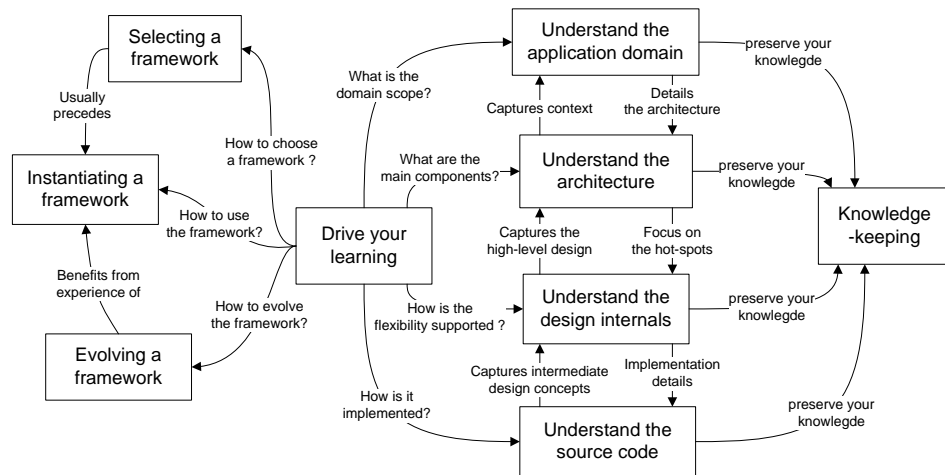 Selecting a
framework
Usually
precedes
Instantiating a
framework
Benefits from
experience of
Evolving a
framework
How to choose
a framework ?
How to use
the framework?
How to evolve
the framework?
Drive your
learning
What is the
domain scope?
What are the
main components?
How is the
flexibility supported ?
How is it
implemented?
Understand the
application domain
Captures context
Details
the architecture
Understand the
architecture
Captures the
high-level design
Focus on
the hot-spots
Understand the
design internals
Captures intermediate
design concepts
Implementation
details
Understand the
source code
preserve your
knowlegde
preserve your
knowlegde
preserve your
knowlegde
preserve your
knowlegde
Knowledge
-keeping